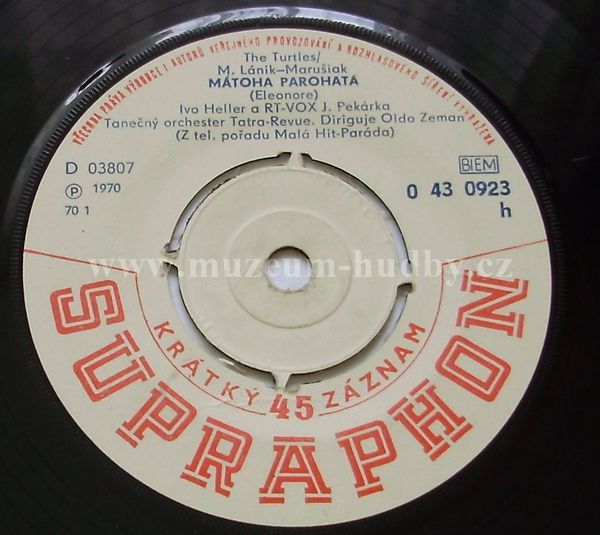 VŠECHNA PRÁVA VÝROBCE I AUTORŮ VEŘEJNÉHO PROVOZOVÁNÍ A ROZHLASOVÉHO ŠÍŘENÍ VYHRAŽENA
The Turtles/
M. Lánik—Marušiak
MÁTOHA PAROHATÁ
(Eleonore)
Ivo Heller a RT-VOX J. Pekárka
Tanečný orchester Tatra-Revue. Diriguje Oldo Zeman
(Z tel. pořadu Malá Hit-Paráda)
D 03807
Ⓟ 1970
70 1
BIEM
0 43 0923
h
www.muzeum-hudby.cz
KRÁTKÝ 45 ZÁZNAM
SUPRAPHON